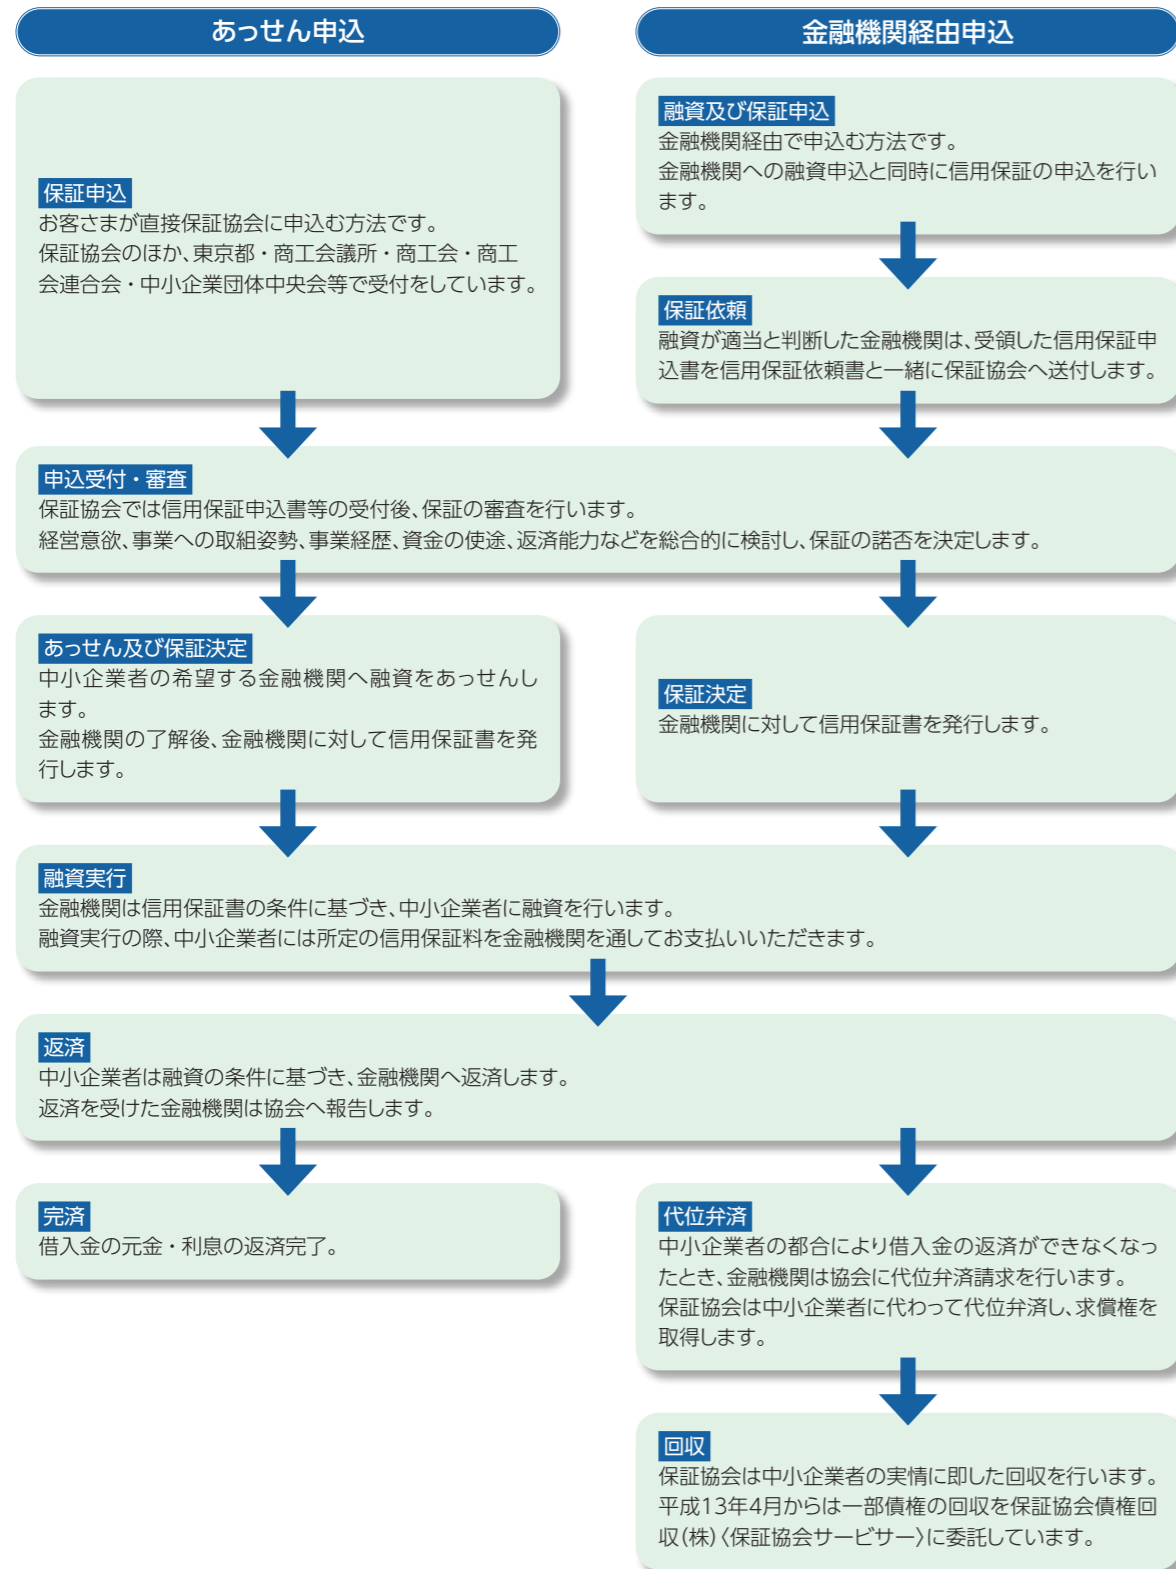 あっせん申込
金融機関経由申込
保証申込
お客さまが直接保証協会に申込む方法です。
保証協会のほか、東京都・商工会議所・商工会・商工
会連合会・中小企業団体中央会等で受付をしています。
融資及び保証申込
金融機関経由で申込む方法です。
金融機関への融資申込と同時に信用保証の申込を行い
ます。
保証依頼
融資が適当と判断した金融機関は、受領した信用保証申
込書を信用保証依頼書と一緒に保証協会へ送付します。
申込受付・審査
保証協会では信用保証申込書等の受付後、保証の審査を行います。
経営意欲、事業への取組姿勢、事業経歴、資金の使途、返済能力などを総合的に検討し、保証の諾否を決定します。
あっせん及び保証決定
中小企業者の希望する金融機関へ融資をあっせんし
ます。
金融機関の了解後、金融機関に対して信用保証書を発
行します。
保証決定
金融機関に対して信用保証書を発行します。
融資実行
金融機関は信用保証書の条件に基づき、中小企業者に融資を行います。
融資実行の際、中小企業者には所定の信用保証料を金融機関を通してお支払いいただきます。
返済
中小企業者は融資の条件に基づき、金融機関へ返済します。
返済を受けた金融機関は協会へ報告します。
完済
借入金の元金・利息の返済完了。
代位弁済
中小企業者の都合により借入金の返済ができなくなっ
たとき、金融機関は協会に代位弁済請求を行います。
保証協会は中小企業者に代わって代位弁済し、求償権を
取得します。
回収
保証協会は中小企業者の実情に即した回収を行います。
平成13年4月からは一部債権の回収を保証協会債権回
収(株)〈保証協会サービサー〉に委託しています。